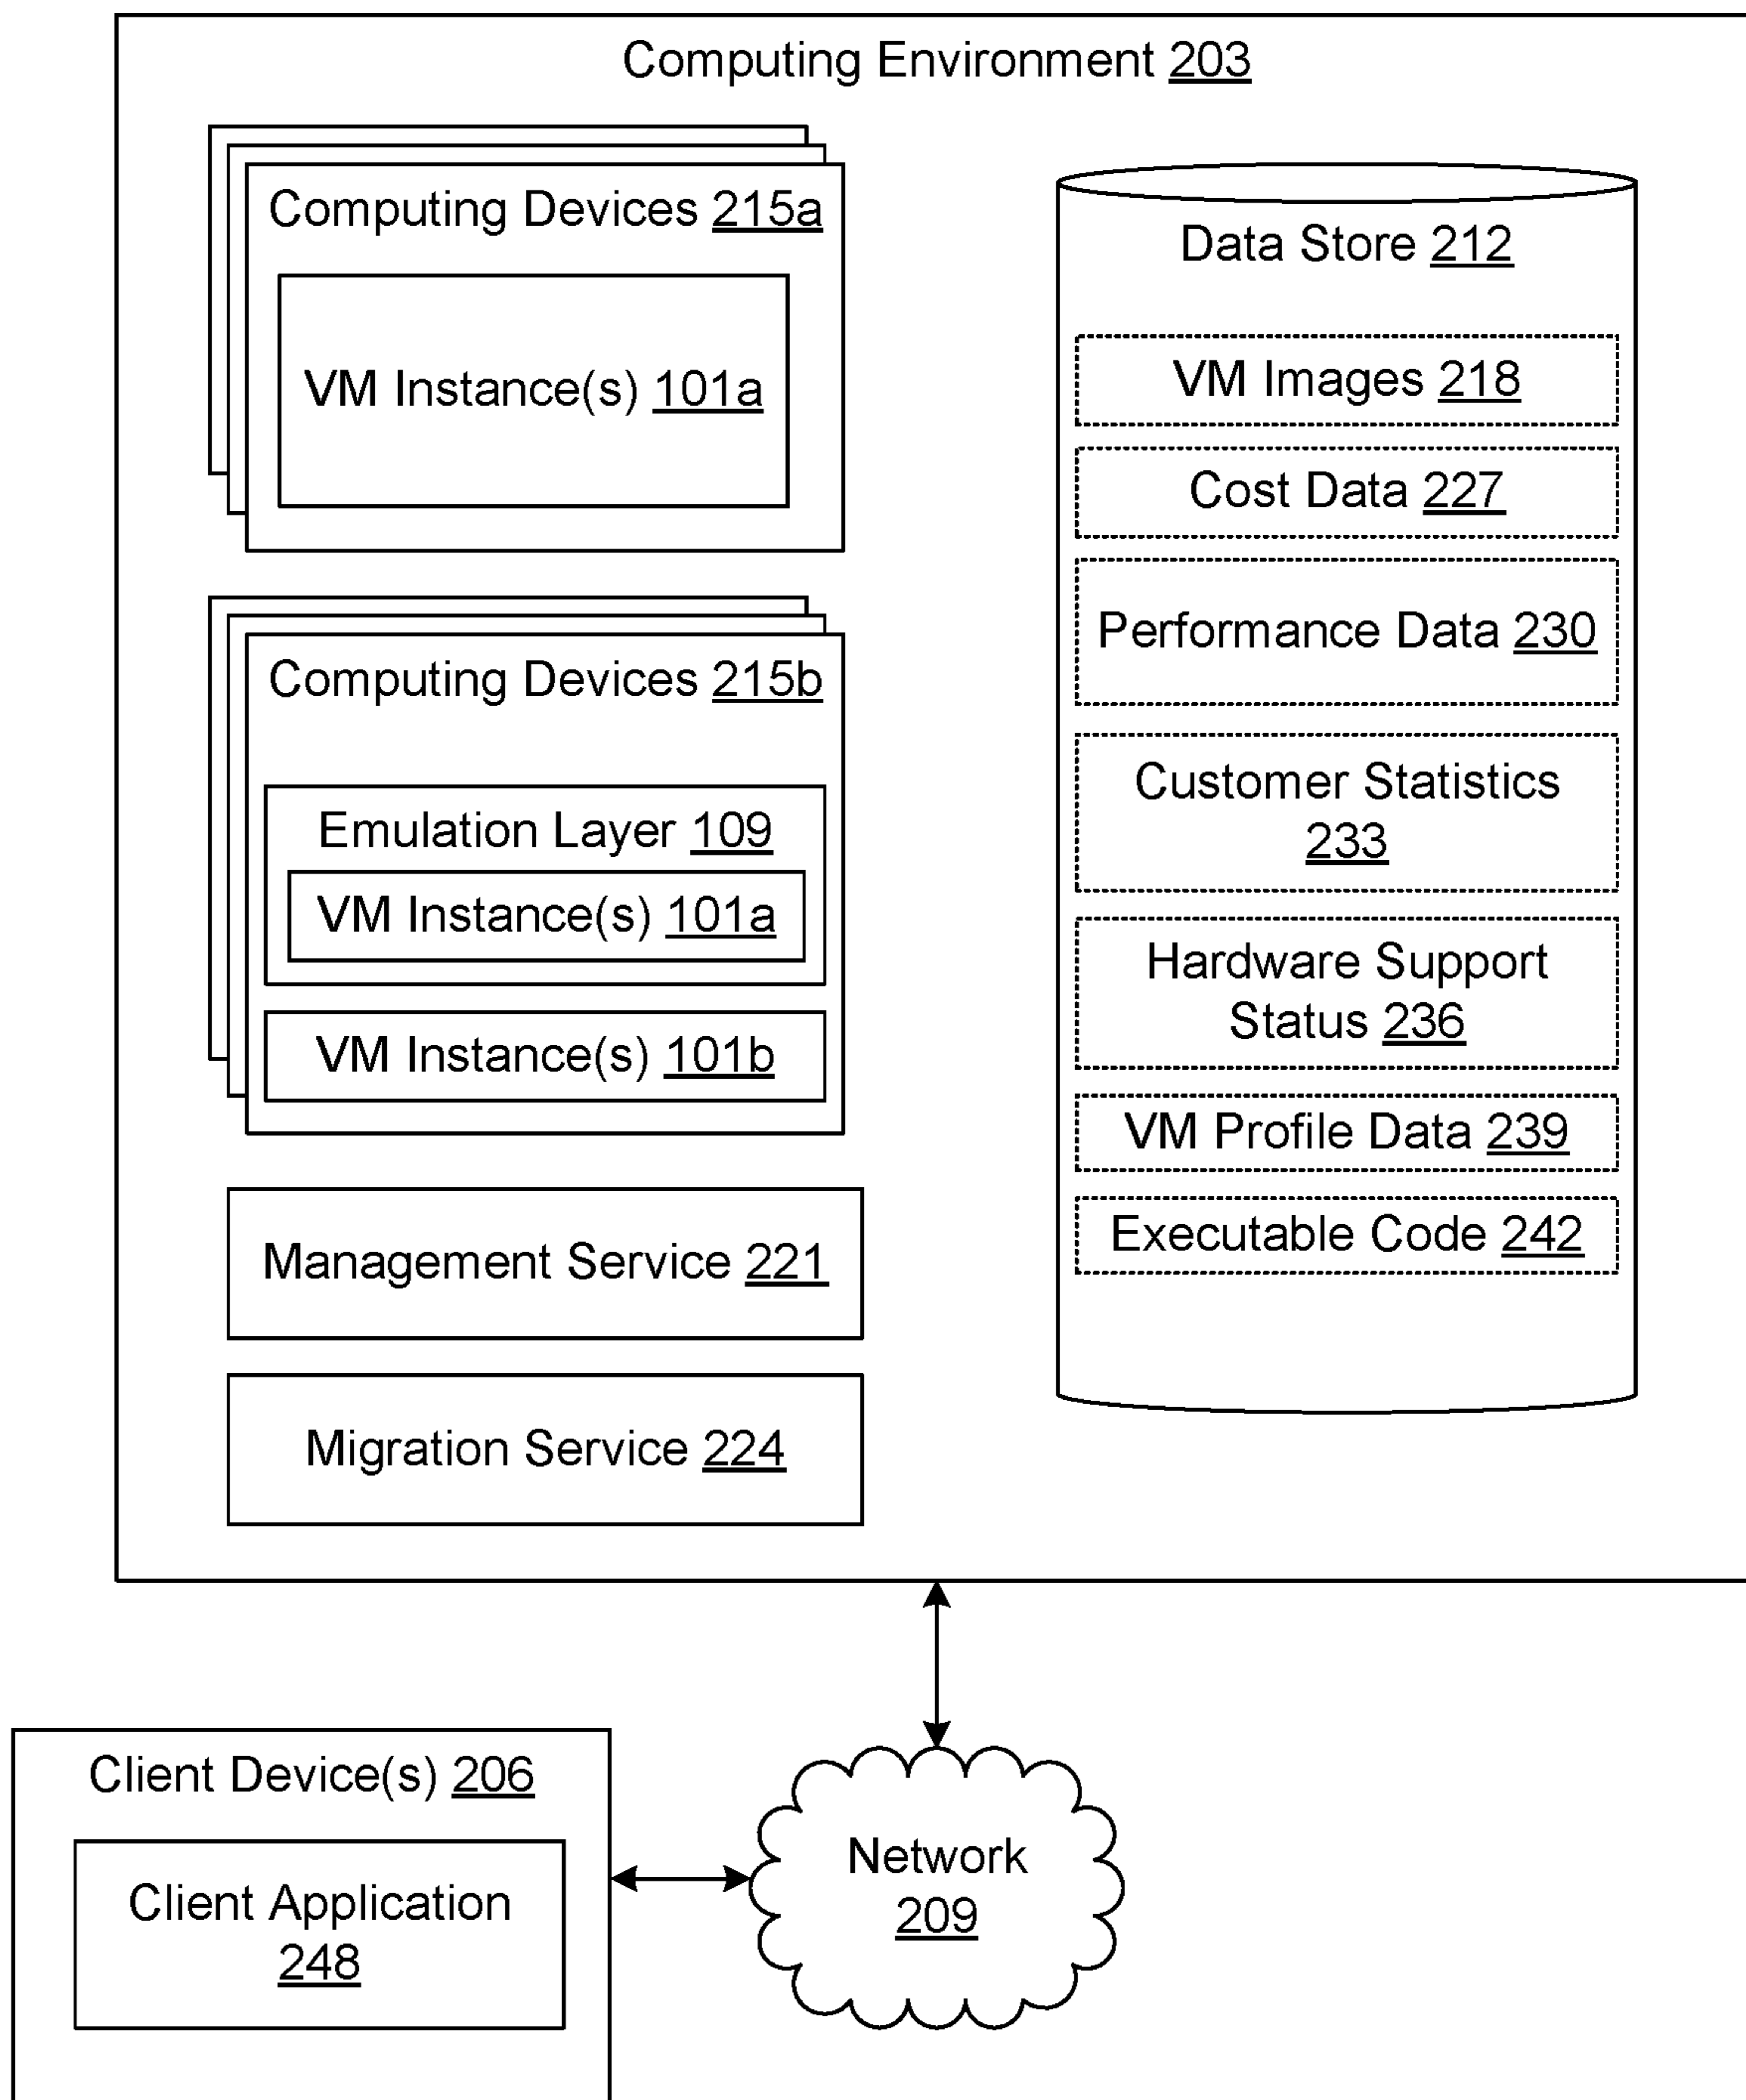 Computing Environment 203
Computing Devices 215a
VM Instance(s) 101a
Computing Devices 215b
Emulation Layer 109
VM Instance(s) 101a
VM Instance(s) 101b
Management Service 221
Migration Service 224
Data Store 212
VM Images 218
Cost Data 227
Performance Data 230
Customer Statistics
233
Hardware Support
Status 236
VM Profile Data 239
Executable Code 242
Client Device(s) 206
Client Application
248
Network
209